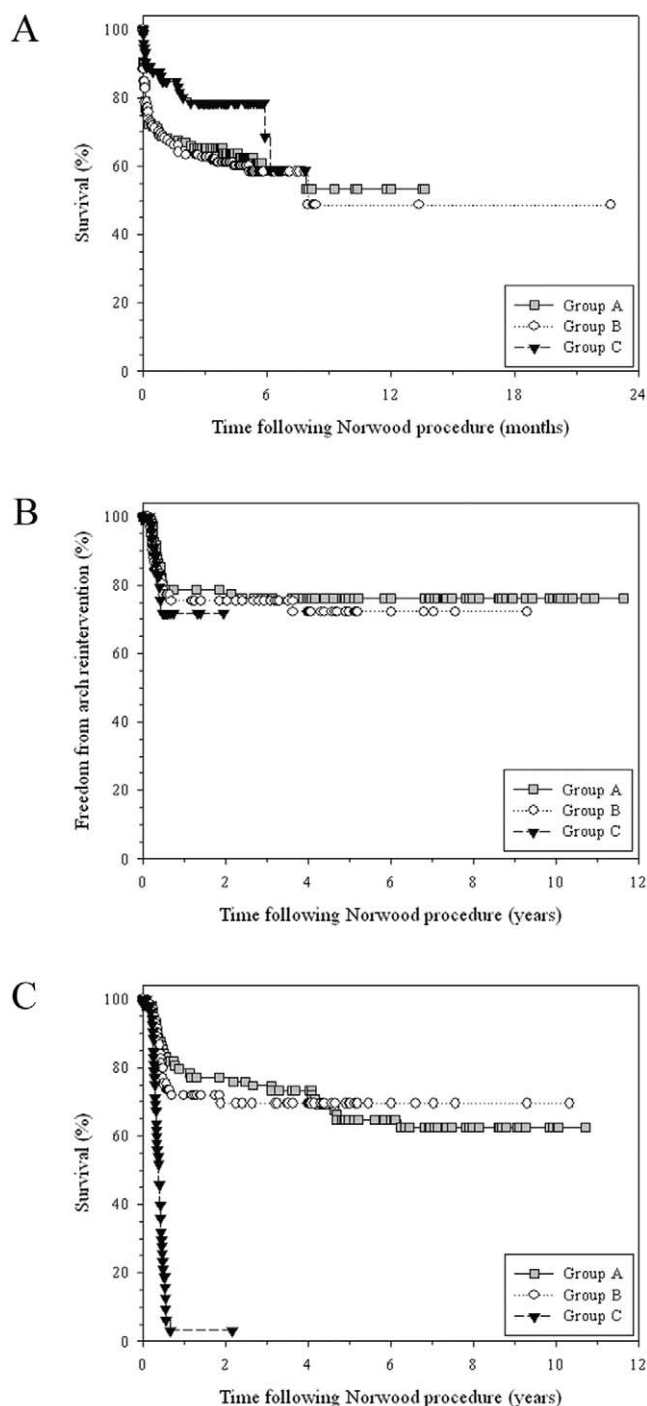 A
Survival (%)
100
80
60
40
20
0
Group A
Group B
Group C
0 6 12 18 24
Time following Norwood procedure (months)
B
Freedom from arch reintervention (%)
100
80
60
40
20
0
Group A
Group B
Group C
0 2 4 6 8 10 12
Time following Norwood procedure (years)
C
Survival (%)
100
80
60
40
20
0
Group A
Group B
Group C
0 2 4 6 8 10 12
Time following Norwood procedure (years)